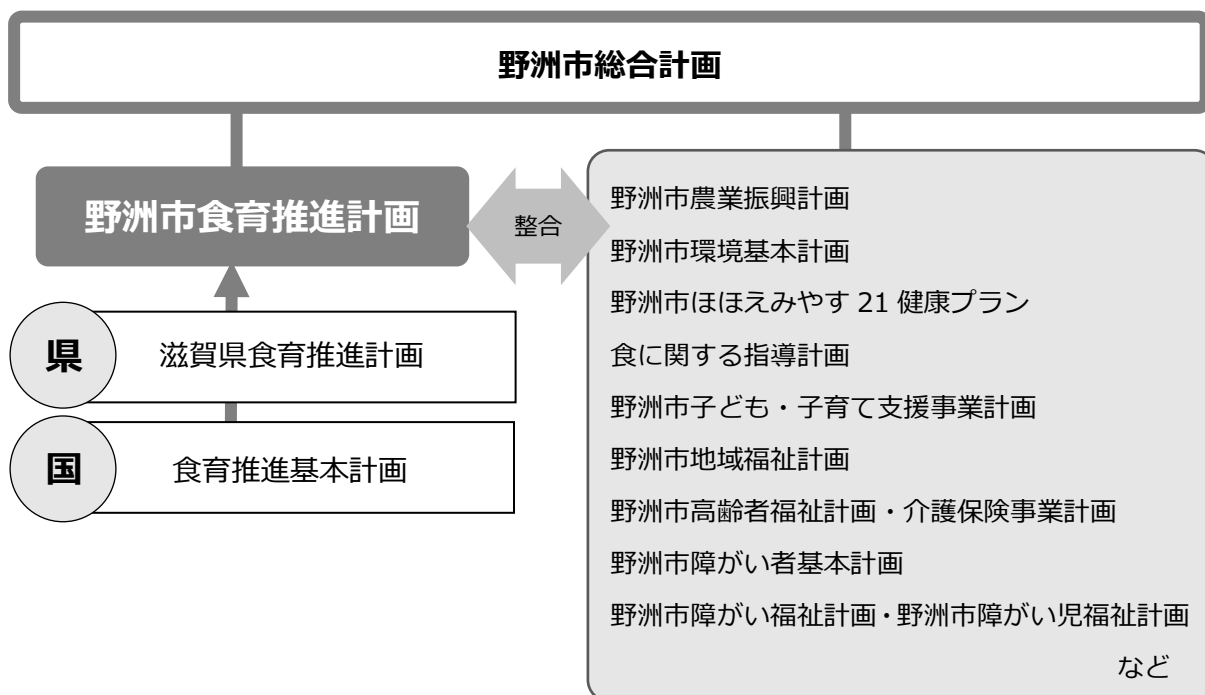 野洲市総合計画
野洲市食育推進計画
整合
県
滋賀県食育推進計画
国
食育推進基本計画
野洲市農業振興計画
野洲市環境基本計画
野洲市ほほえみやす 21 健康プラン
食に関する指導計画
野洲市子ども・子育て支援事業計画
野洲市地域福祉計画
野洲市高齢者福祉計画・介護保険事業計画
野洲市障がい者基本計画
野洲市障がい福祉計画・野洲市障がい児福祉計画
など